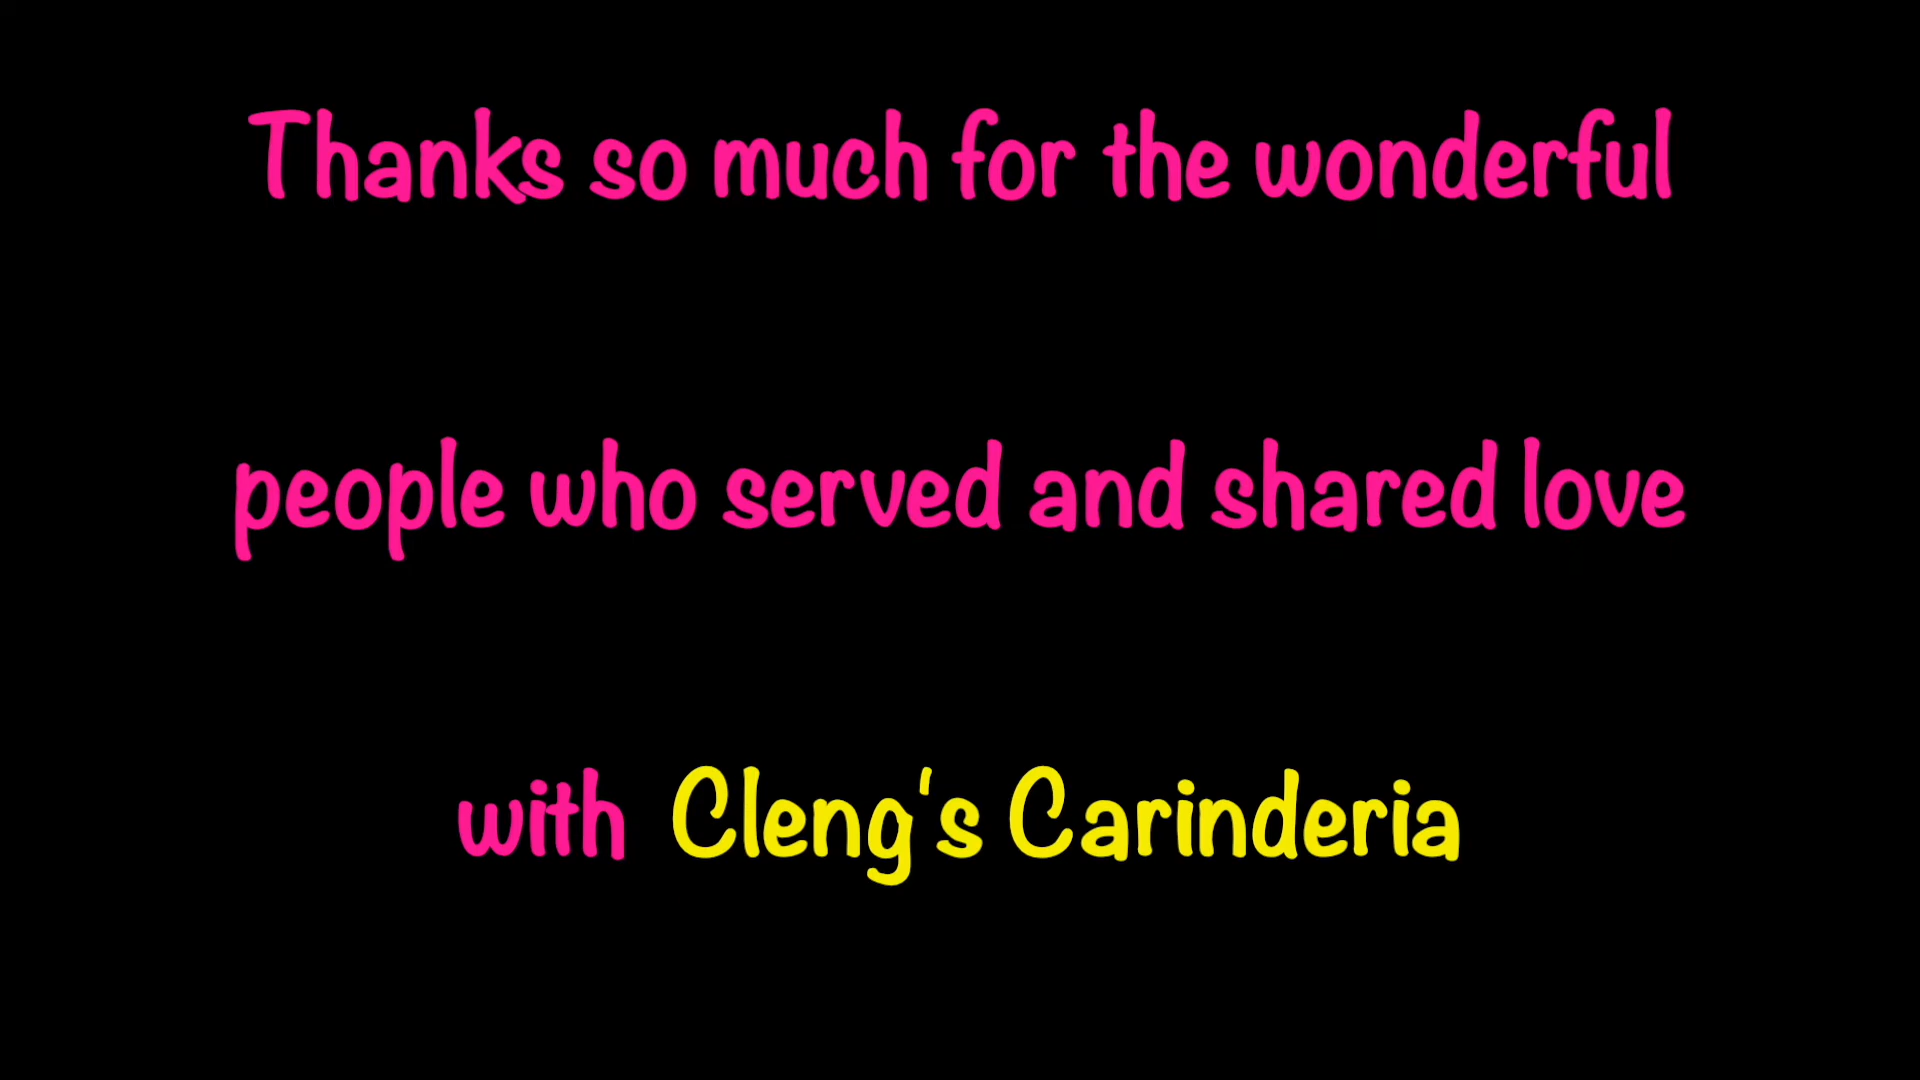 Thanks so much for the wonderful
people who served and shared love
with Cleng's Carinderia